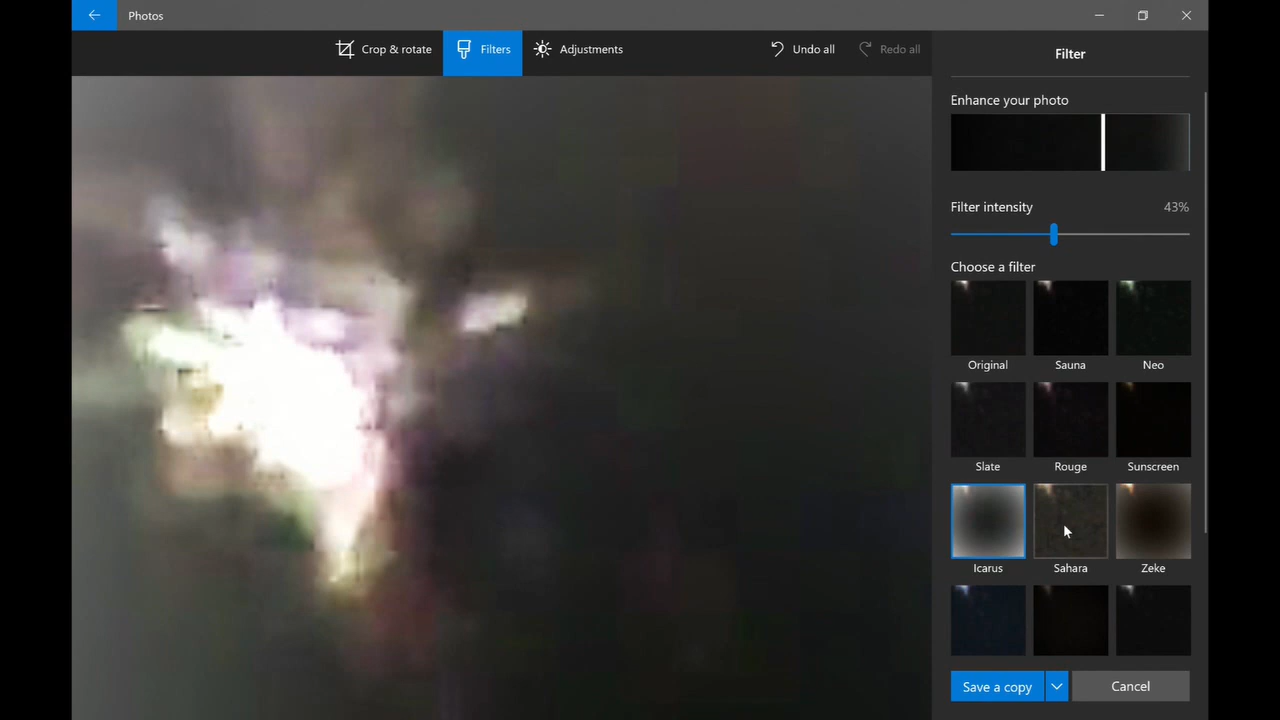 Photos
Crop & rotate
Filters
Adjustments
Undo all
Redo all
Filter
Enhance your photo
Filter intensity 43%
Choose a filter
Original Sauna Neo
Slate Rouge Sunscreen
Icarus Sahara Zeke
Save a copy Cancel